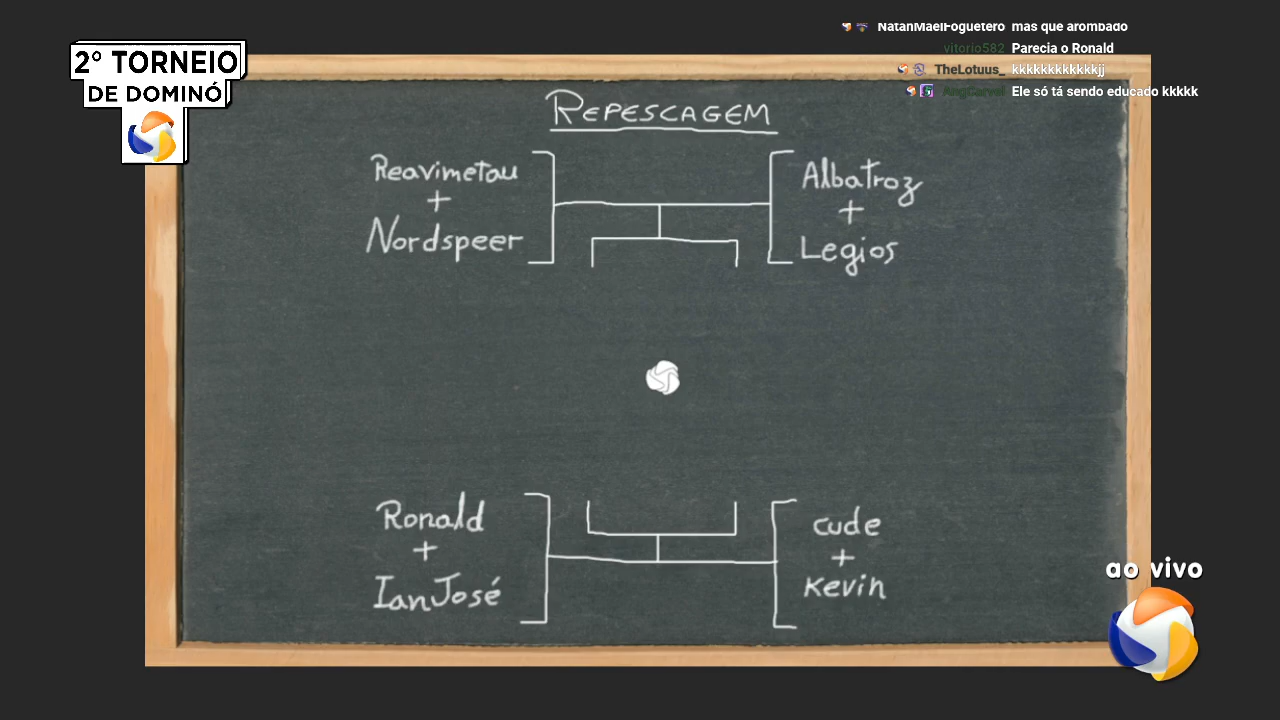 NatanMaelFoguetero mas que arombado
vitorio582 Parecia o Ronald
TheLotuus_ kkkkkkkkkkkkjj
Ele só tá sendo educado kkkkk
2º TORNEIO
DE DOMINÓ
REPESCAGEM
Reavimetau
+
Nordspeer
Albatroz
+
Legios
Ronald
+
IanJosé
cude
+
Kevin
ao vivo